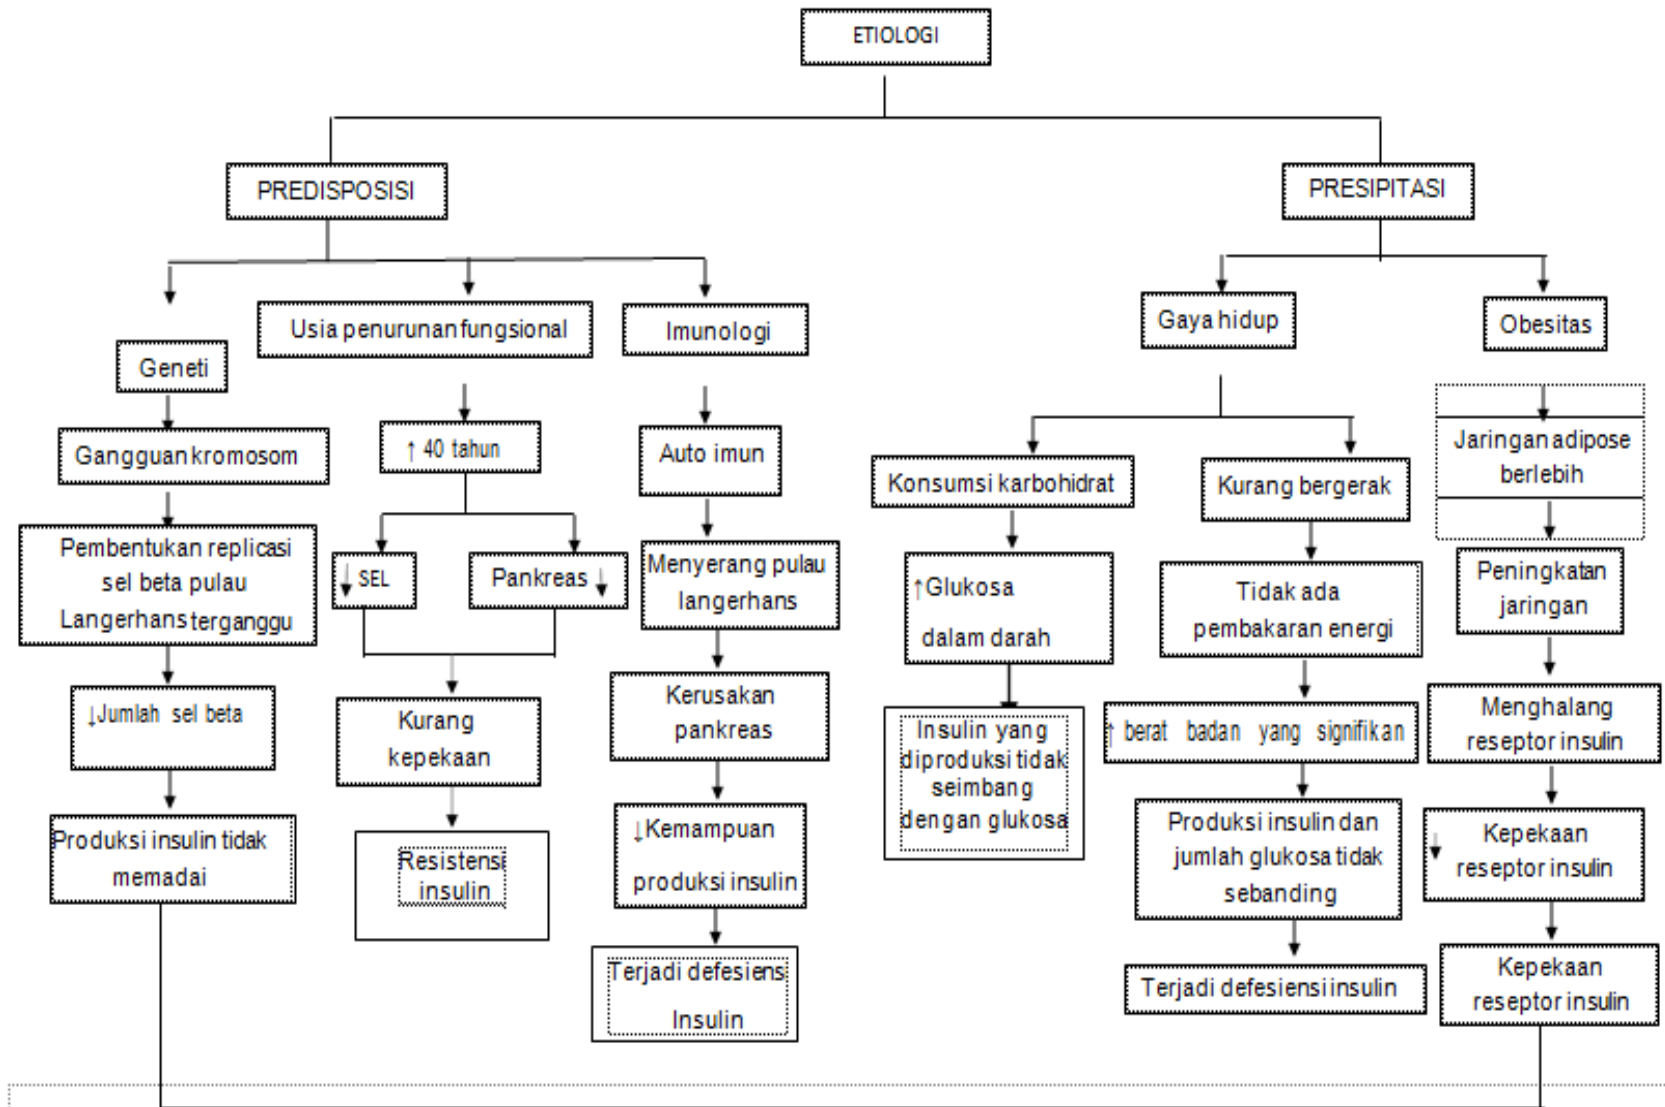 ETIOLOGI
PREDISPOSISI
PRESIPITASI
Geneti
Usia penurunan fungsional
Imunologi
Gaya hidup
Obesitas
Gangguan kromosom
↑ 40 tahun
Auto imun
Konsumsi karbohidrat
Kurang bergerak
Jaringan adipose
berlebih
Pembentukan replicasi
sel beta pulau
Langerhans terganggu
↓ SEL
Pankreas ↓
Menyerang pulau
langerhans
↑Glukosa
dalam darah
Tidak ada
pembakaran energi
Peningkatan
jaringan
↓Jumlah sel beta
Kurang
kepekaan
Kerusakan
pankreas
Insulin yang
diproduksi tidak
seimbang
dengan glukosa
↑ berat badan yang signifikan
Menghalang
reseptor insulin
Produksi insulin tidak
memadai
Resistensi
insulin
↓Kemampuan
produksi insulin
Produksi insulin dan
jumlah glukosa tidak
sebanding
↓ Kepekaan
reseptor insulin
Terjadi defesiens
Insulin
Terjadi defesiensi insulin
Kepekaan
reseptor insulin